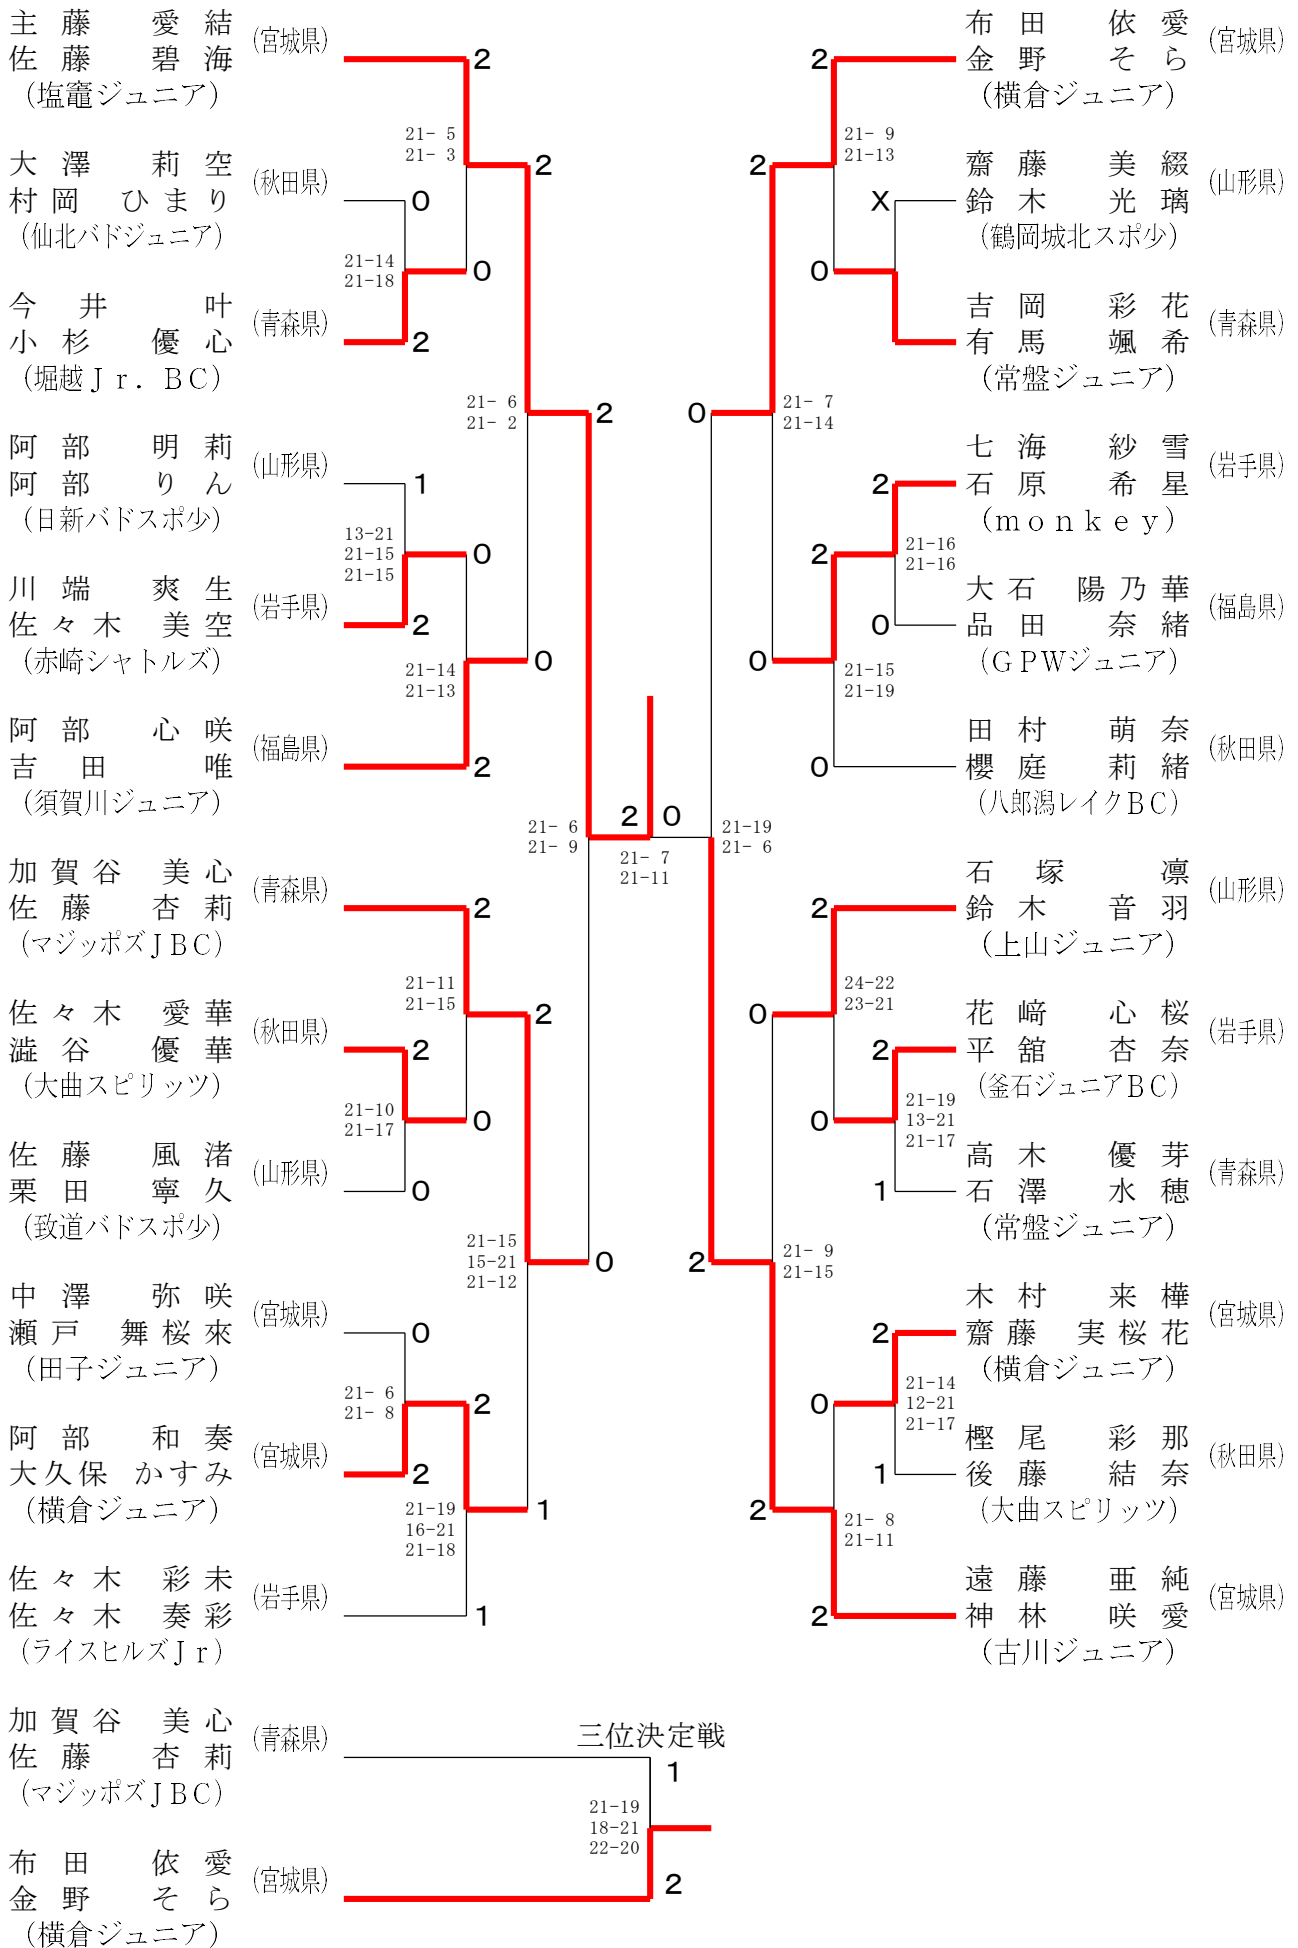 主藤 愛結
佐藤 碧海
(塩竈ジュニア)
(宮城県)
2
21- 5
21- 3
2
大澤 莉空
村岡 ひまり
(仙北バドジュニア)
(秋田県)
0
21-14
21-18
0
今井 叶
小杉 優心
(堀越Jr.BC)
(青森県)
2
21- 6
21- 2
2
阿部 明莉
阿部 りん
(日新バドスポ少)
(山形県)
1
13-21
21-15
21-15
0
川端 爽生
佐々木 美空
(赤崎シャトルズ)
(岩手県)
2
21-14
21-13
0
阿部 心咲
吉田 唯
(須賀川ジュニア)
(福島県)
2
21- 6
21- 9
2
0
21- 7
21-11
加賀谷 美心
佐藤 杏莉
(マジッポズJBC)
(青森県)
2
21-11
21-15
2
佐々木 愛華
澁谷 優華
(大曲スピリッツ)
(秋田県)
2
21-10
21-17
0
佐藤 風渚
栗田 寧久
(致道バドスポ少)
(山形県)
0
21-15
15-21
21-12
0
中澤 弥咲
瀬戸 舞桜來
(田子ジュニア)
(宮城県)
0
21- 6
21- 8
2
阿部 和奏
大久保 かすみ
(横倉ジュニア)
(宮城県)
2
21-19
16-21
21-18
1
佐々木 彩未
佐々木 奏彩
(ライスヒルズJr)
(岩手県)
1
布田 依愛
金野 そら
(横倉ジュニア)
(宮城県)
2
21- 9
21-13
2
齋藤 美綴
鈴木 光璃
(鶴岡城北スポ少)
(山形県)
X
0
吉岡 彩花
有馬 颯希
(常盤ジュニア)
(青森県)
0
21- 7
21-14
七海 紗雪
石原 希星
(monkey)
(岩手県)
2
21-16
21-16
2
大石 陽乃華
品田 奈緒
(GPWジュニア)
(福島県)
0
0
21-15
21-19
田村 萌奈
櫻庭 莉緒
(八郎潟レイクBC)
(秋田県)
0
21-19
21- 6
石塚 凛
鈴木 音羽
(上山ジュニア)
(山形県)
2
24-22
23-21
0
花﨑 心桜
平舘 杏奈
(釜石ジュニアBC)
(岩手県)
2
21-19
13-21
21-17
0
高木 優芽
石澤 水穂
(常盤ジュニア)
(青森県)
1
2
21- 9
21-15
木村 来樺
齋藤 実桜花
(横倉ジュニア)
(宮城県)
2
21-14
12-21
21-17
0
樫尾 彩那
後藤 結奈
(大曲スピリッツ)
(秋田県)
1
2
21- 8
21-11
遠藤 亜純
神林 咲愛
(古川ジュニア)
(宮城県)
2
三位決定戦
加賀谷 美心
佐藤 杏莉
(マジッポズJBC)
(青森県)
1
21-19
18-21
22-20
布田 依愛
金野 そら
(横倉ジュニア)
(宮城県)
2